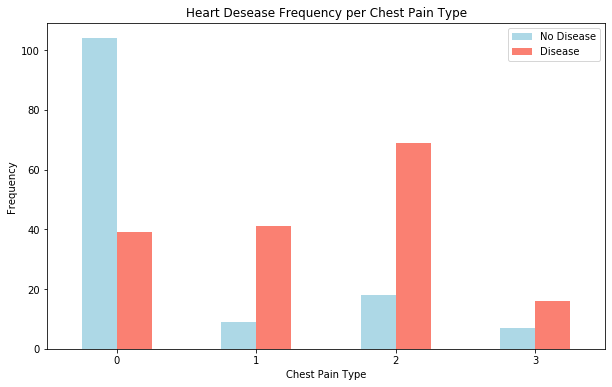 Heart Desease Frequency per Chest Pain Type
No Disease
Disease
Frequency
100
80
60
40
20
0
0 1 2 3
Chest Pain Type